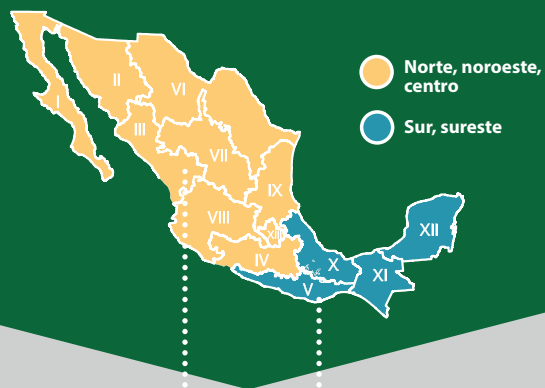 Norte, noroeste,
centro
Sur, sureste
I
II
III
VI
VII
VIII
IX
XIII
IV
X
V
XI
XII